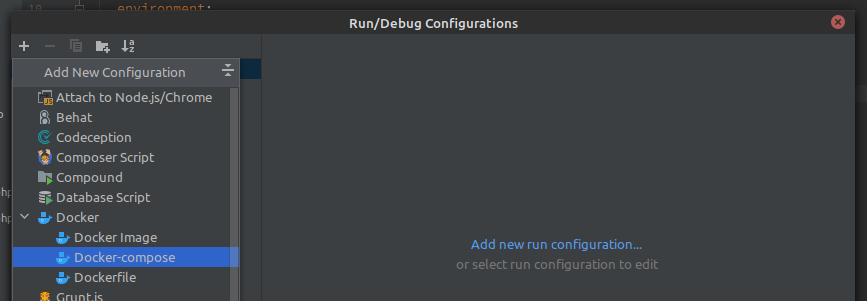 10
environment:
Run/Debug Configurations
Add New Configuration
Attach to Node.js/Chrome
Behat
Codeception
Composer Script
Compound
Database Script
Docker
Docker Image
Docker-compose
Dockerfile
Grunt.js
Add new run configuration...
or select run configuration to edit